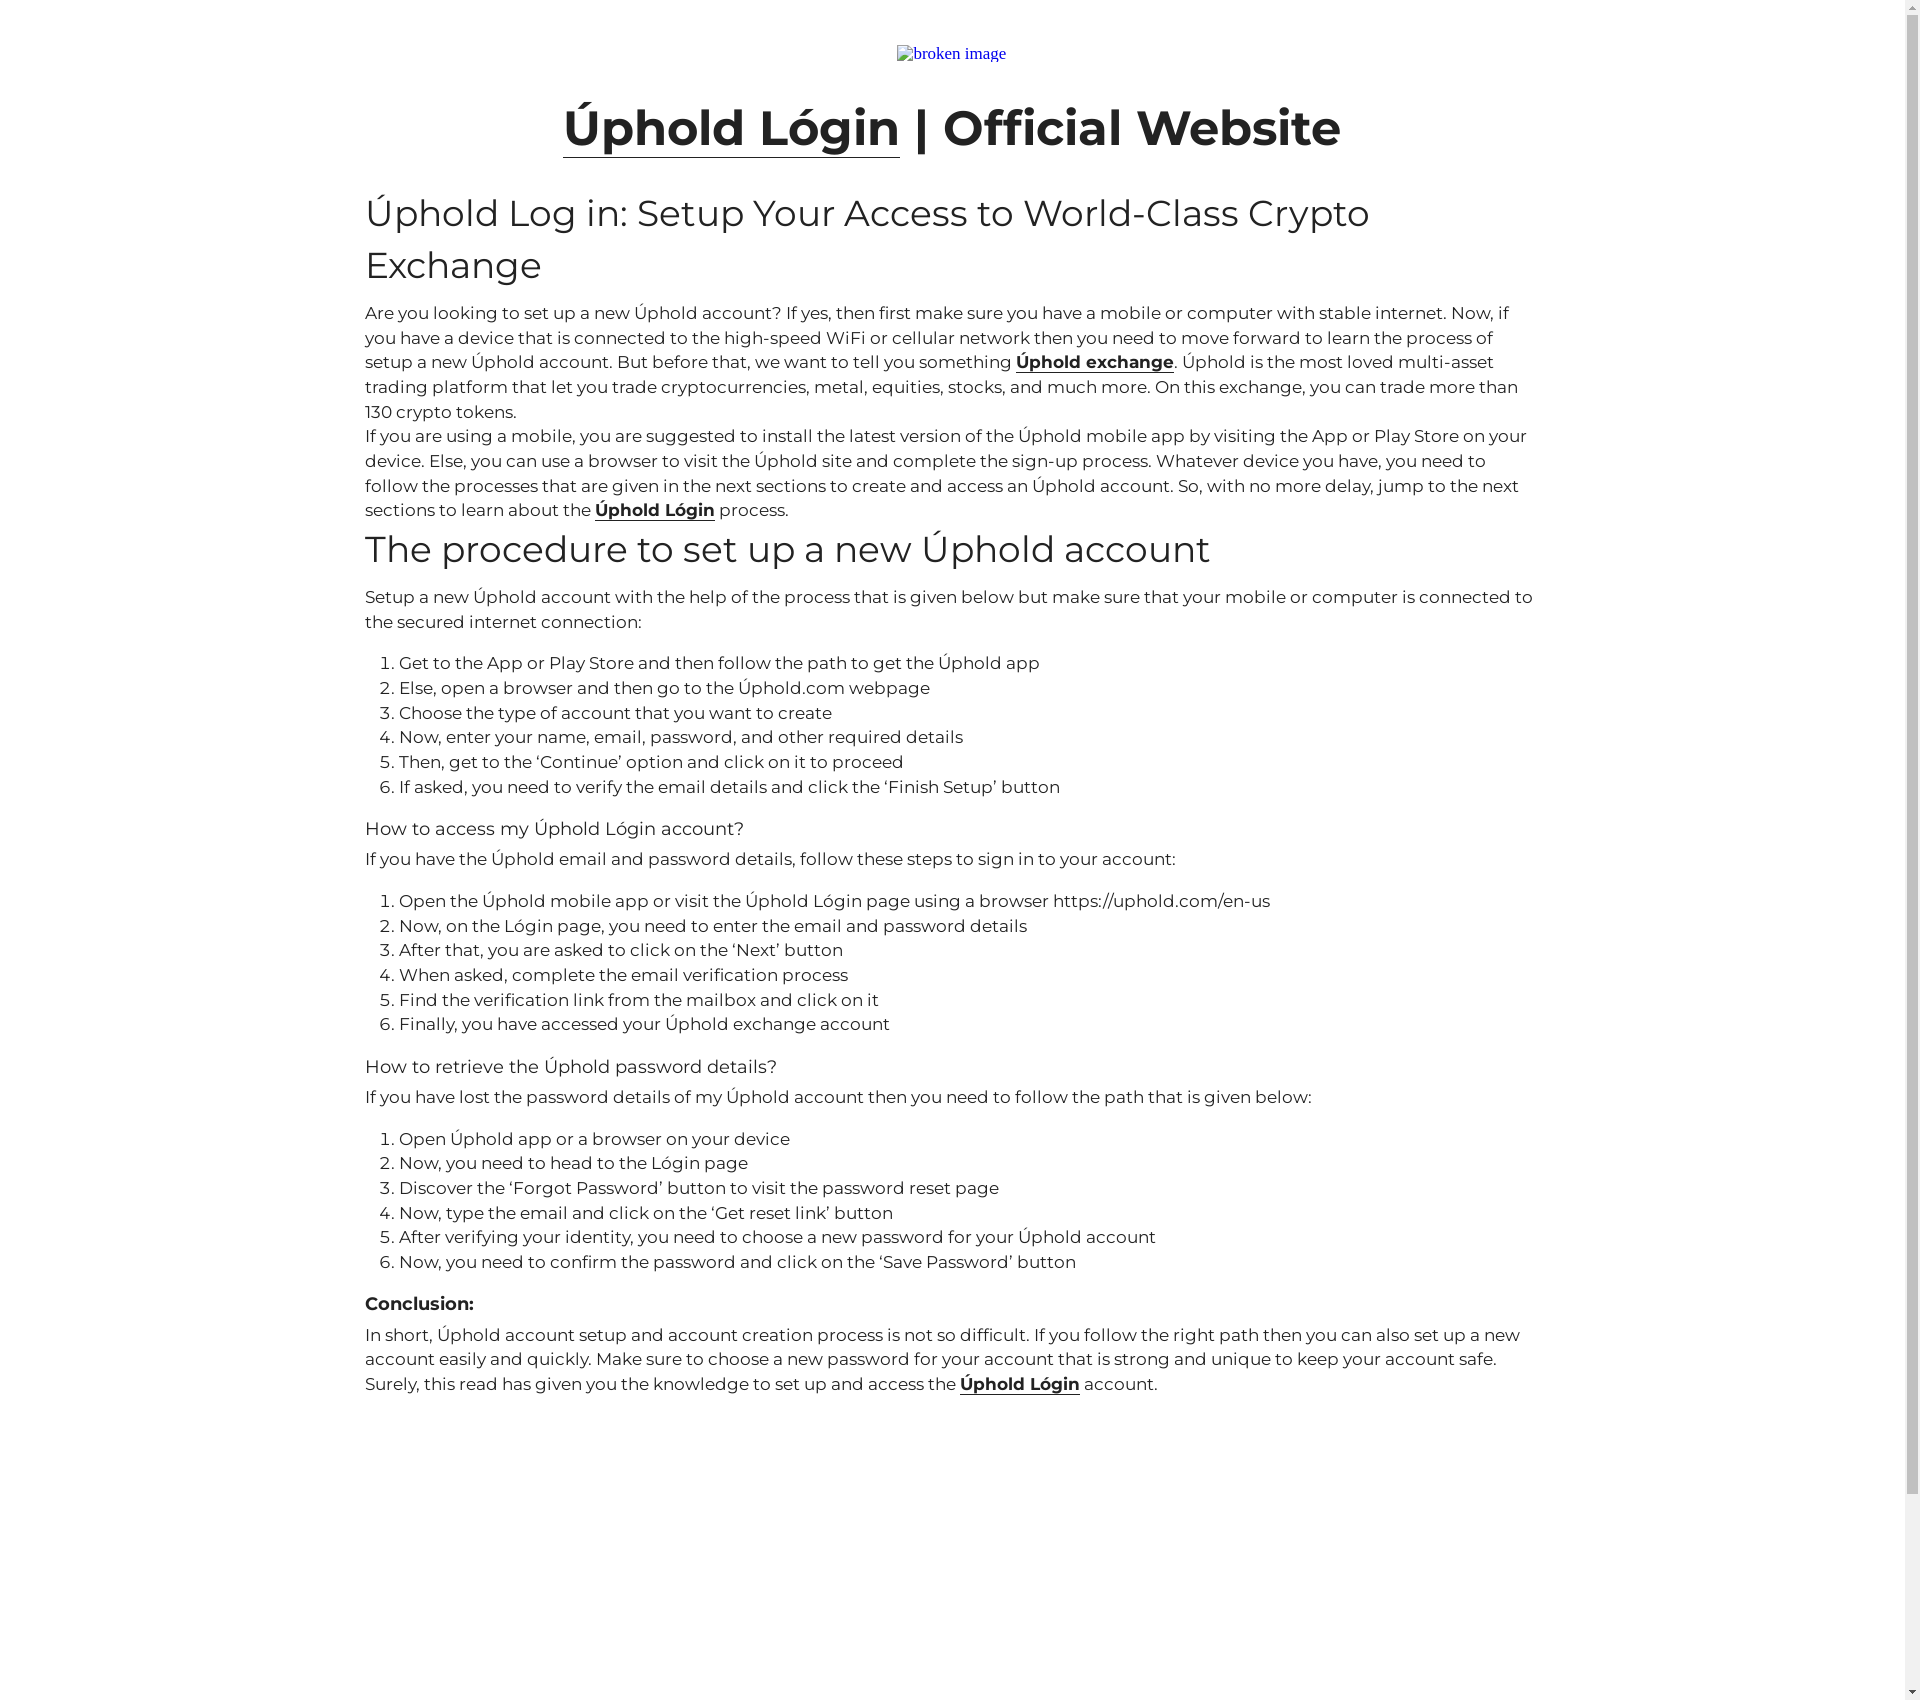 broken image
Úphold Lógin | Official Website
Úphold Log in: Setup Your Access to World-Class Crypto
Exchange
Are you looking to set up a new Úphold account? If yes, then first make sure you have a mobile or computer with stable internet. Now, if
you have a device that is connected to the high-speed WiFi or cellular network then you need to move forward to learn the process of
setup a new Úphold account. But before that, we want to tell you something Úphold exchange. Úphold is the most loved multi-asset
trading platform that let you trade cryptocurrencies, metal, equities, stocks, and much more. On this exchange, you can trade more than
130 crypto tokens.
If you are using a mobile, you are suggested to install the latest version of the Úphold mobile app by visiting the App or Play Store on your
device. Else, you can use a browser to visit the Úphold site and complete the sign-up process. Whatever device you have, you need to
follow the processes that are given in the next sections to create and access an Úphold account. So, with no more delay, jump to the next
sections to learn about the Úphold Lógin process.
The procedure to set up a new Úphold account
Setup a new Úphold account with the help of the process that is given below but make sure that your mobile or computer is connected to
the secured internet connection:
1. Get to the App or Play Store and then follow the path to get the Úphold app
2. Else, open a browser and then go to the Úphold.com webpage
3. Choose the type of account that you want to create
4. Now, enter your name, email, password, and other required details
5. Then, get to the ‘Continue’ option and click on it to proceed
6. If asked, you need to verify the email details and click the ‘Finish Setup’ button
How to access my Úphold Lógin account?
If you have the Úphold email and password details, follow these steps to sign in to your account:
1. Open the Úphold mobile app or visit the Úphold Lógin page using a browser https://uphold.com/en-us
2. Now, on the Lógin page, you need to enter the email and password details
3. After that, you are asked to click on the ‘Next’ button
4. When asked, complete the email verification process
5. Find the verification link from the mailbox and click on it
6. Finally, you have accessed your Úphold exchange account
How to retrieve the Úphold password details?
If you have lost the password details of my Úphold account then you need to follow the path that is given below:
1. Open Úphold app or a browser on your device
2. Now, you need to head to the Lógin page
3. Discover the ‘Forgot Password’ button to visit the password reset page
4. Now, type the email and click on the ‘Get reset link’ button
5. After verifying your identity, you need to choose a new password for your Úphold account
6. Now, you need to confirm the password and click on the ‘Save Password’ button
Conclusion:
In short, Úphold account setup and account creation process is not so difficult. If you follow the right path then you can also set up a new
account easily and quickly. Make sure to choose a new password for your account that is strong and unique to keep your account safe.
Surely, this read has given you the knowledge to set up and access the Úphold Lógin account.